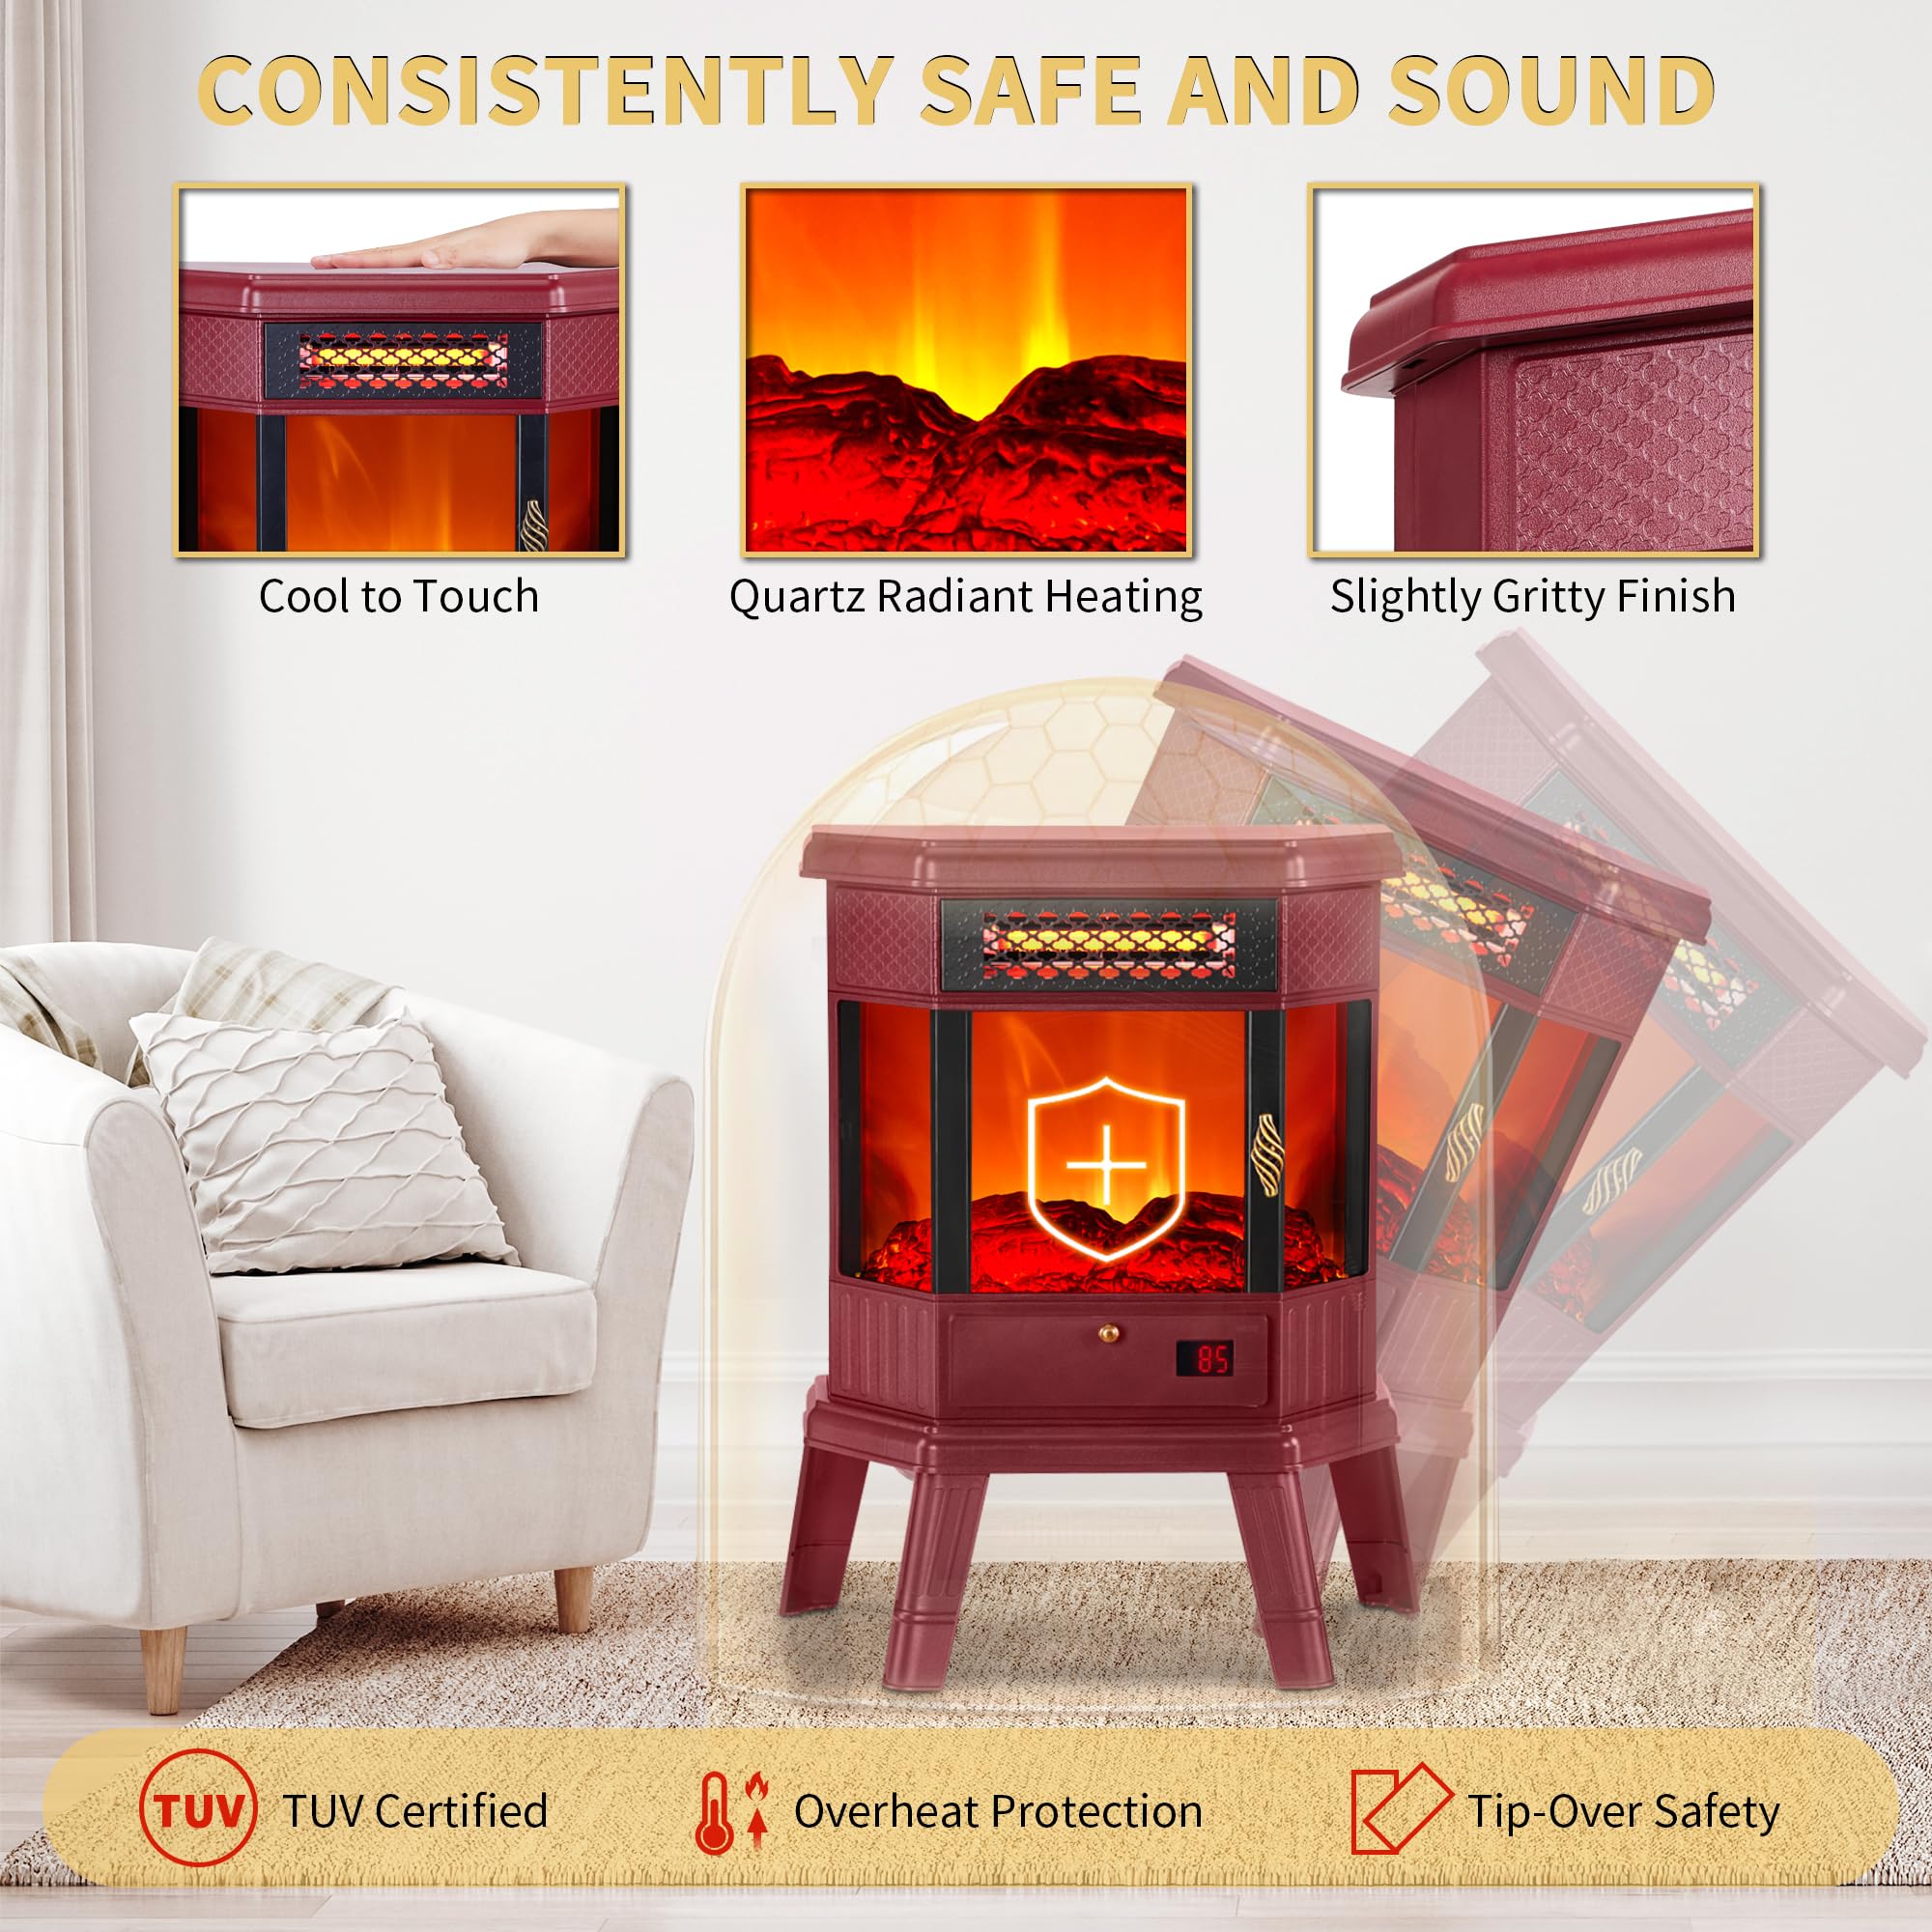 CONSISTENTLY SAFE AND SOUND
Cool to Touch
Quartz Radiant Heating
Slightly Gritty Finish
85
TUV
TUV Certified
Overheat Protection
Tip-Over Safety